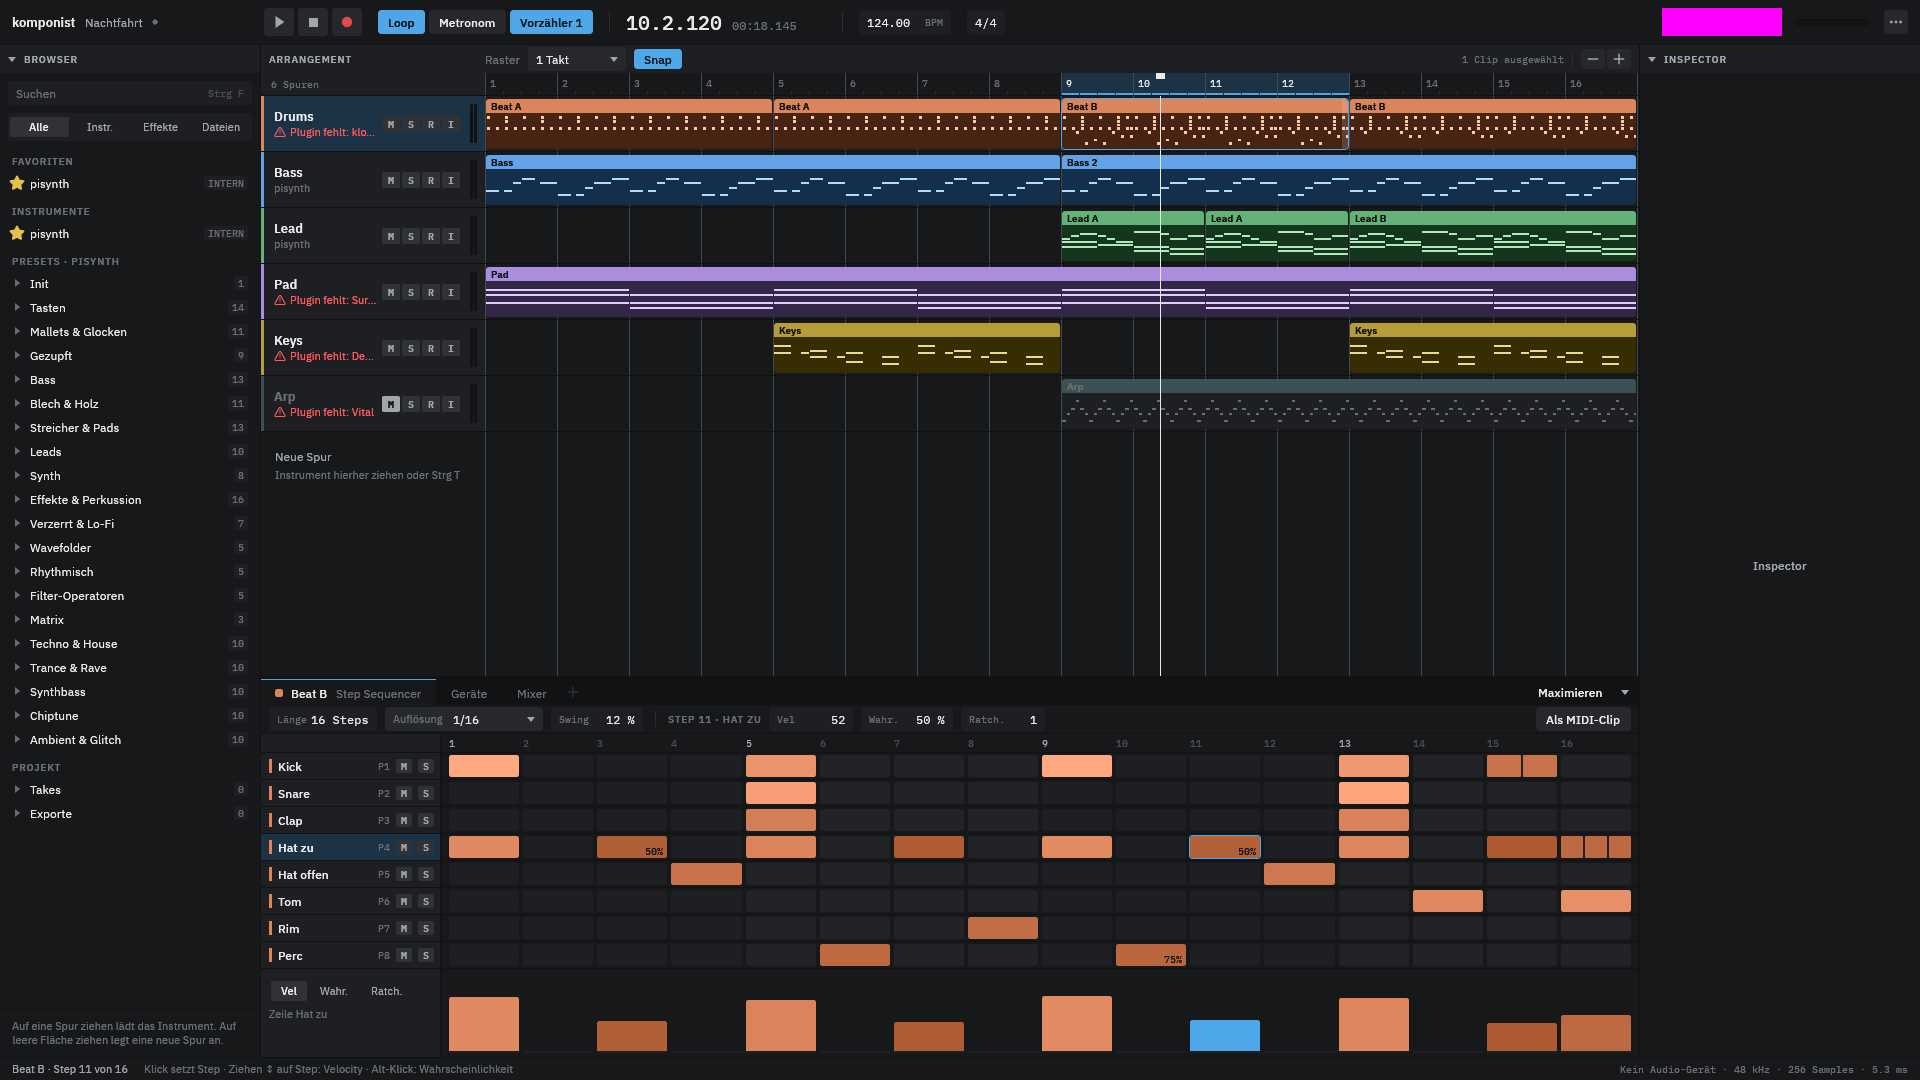 komponist Nachtfahrt
Loop Metronom Vorzähler 1 10.2.120 00:18.145 124.00 BPM 4/4
BROWSER
Suchen Strg F
Alle Instr. Effekte Dateien
FAVORITEN
pisynth INTERN
INSTRUMENTE
pisynth INTERN
PRESETS · PISYNTH
Init 1
Tasten 14
Mallets & Glocken 11
Gezupft 9
Bass 13
Blech & Holz 11
Streicher & Pads 13
Leads 10
Synth 8
Effekte & Perkussion 16
Verzerrt & Lo-Fi 7
Wavefolder 5
Rhythmisch 5
Filter-Operatoren 5
Matrix 3
Techno & House 10
Trance & Rave 10
Synthbass 10
Chiptune 10
Ambient & Glitch 10
PROJEKT
Takes 0
Exporte 0
Auf eine Spur ziehen lädt das Instrument. Auf
leere Fläche ziehen legt eine neue Spur an.
ARRANGEMENT Raster 1 Takt Snap 1 Clip ausgewählt
6 Spuren 1 2 3 4 5 6 7 8 9 10 11 12 13 14 15 16
Drums M S R I
Plugin fehlt: klo...
Beat A Beat A Beat B Beat B
Bass M S R I
pisynth
Bass Bass 2
Lead M S R I
pisynth
Lead A Lead A Lead B
Pad M S R I
Plugin fehlt: Sur...
Pad
Keys M S R I
Plugin fehlt: De...
Keys Keys
Arp M S R I
Plugin fehlt: Vital
Arp
Neue Spur
Instrument hierher ziehen oder Strg T
Beat B Step Sequencer Geräte Mixer Maximieren
Länge 16 Steps Auflösung 1/16 Swing 12 % STEP 11 · HAT ZU Vel 52 Wahr. 50 % Ratch. 1 Als MIDI-Clip
1 2 3 4 5 6 7 8 9 10 11 12 13 14 15 16
Kick P1 M S
Snare P2 M S
Clap P3 M S
Hat zu P4 M S 50% 50%
Hat offen P5 M S
Tom P6 M S
Rim P7 M S
Perc P8 M S 75%
Vel Wahr. Ratch.
Zeile Hat zu
INSPECTOR
Inspector
Beat B · Step 11 von 16 Klick setzt Step · Ziehen ↕ auf Step: Velocity · Alt-Klick: Wahrscheinlichkeit Kein Audio-Gerät · 48 kHz · 256 Samples · 5.3 ms